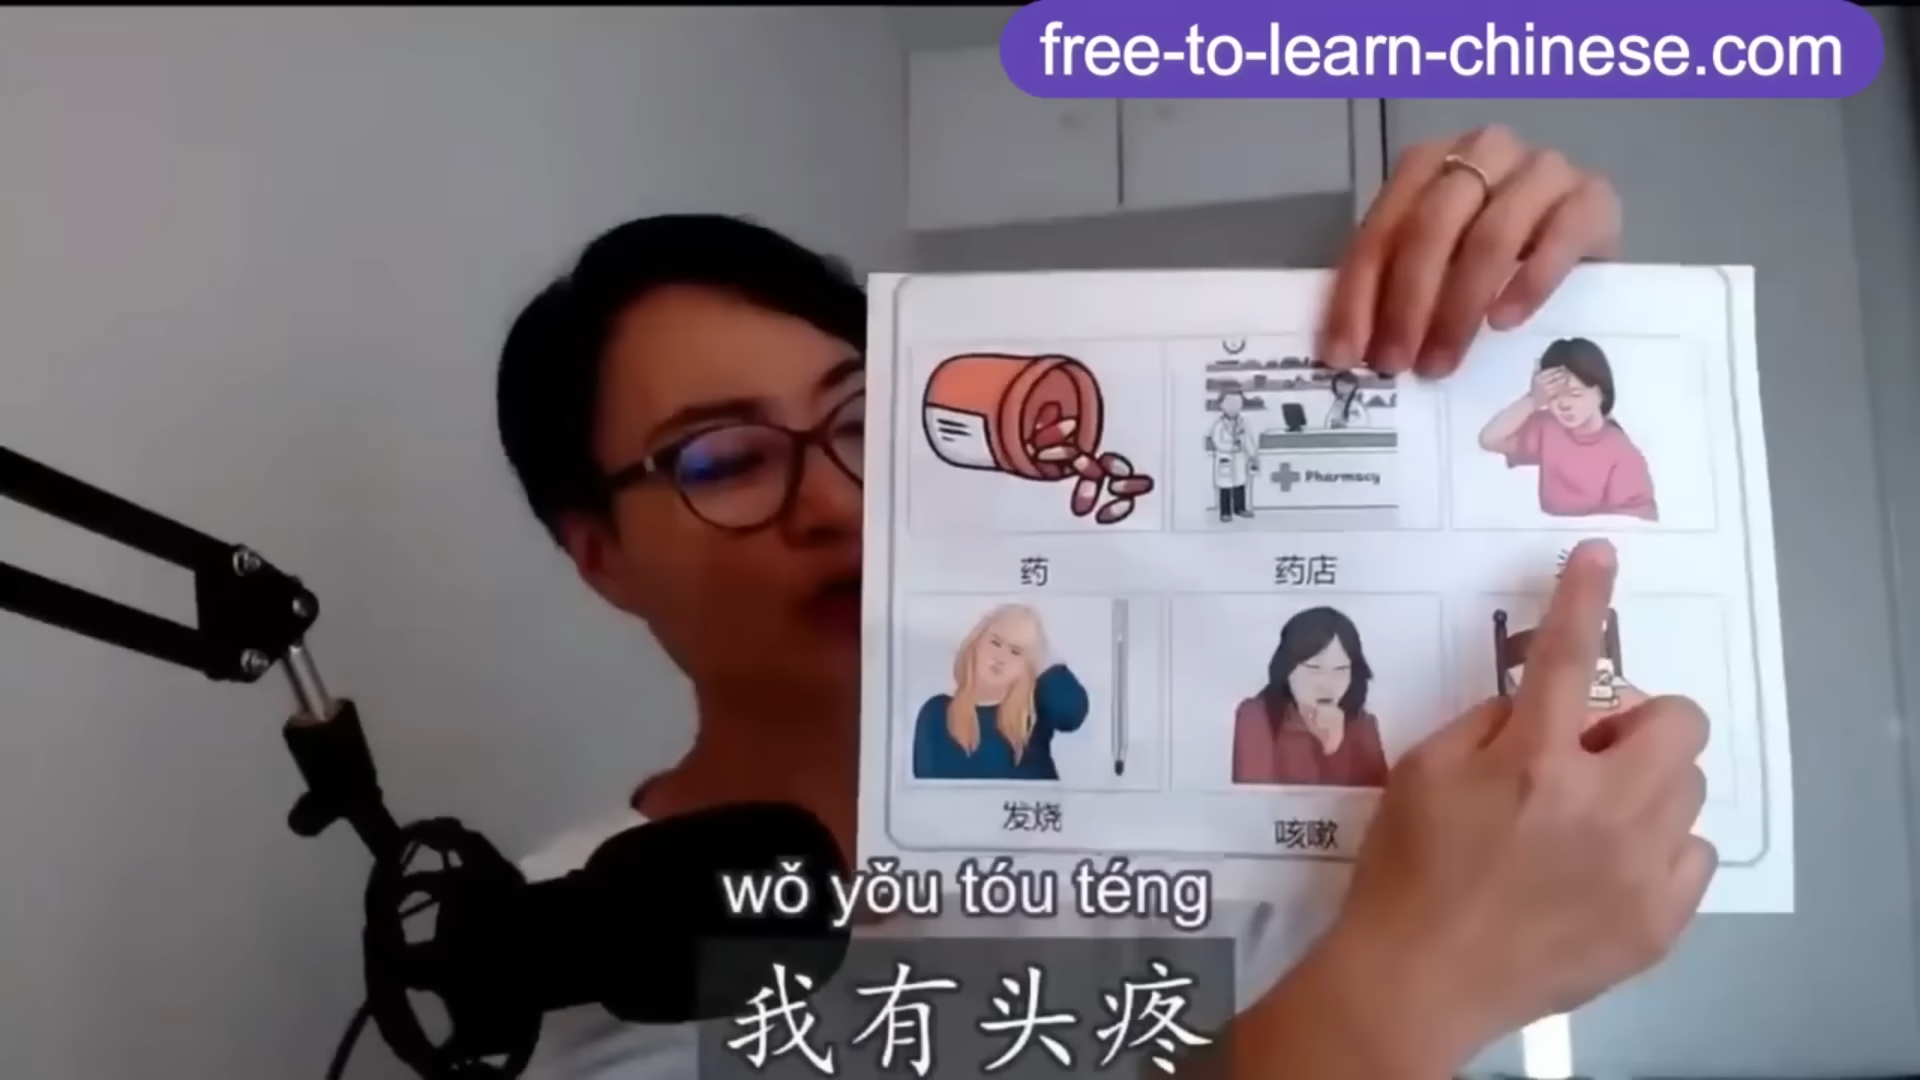 free-to-learn-chinese.com
Pharmacy
药
药店
发烧
咳嗽
wǒ yǒu tóu téng
我有头疼